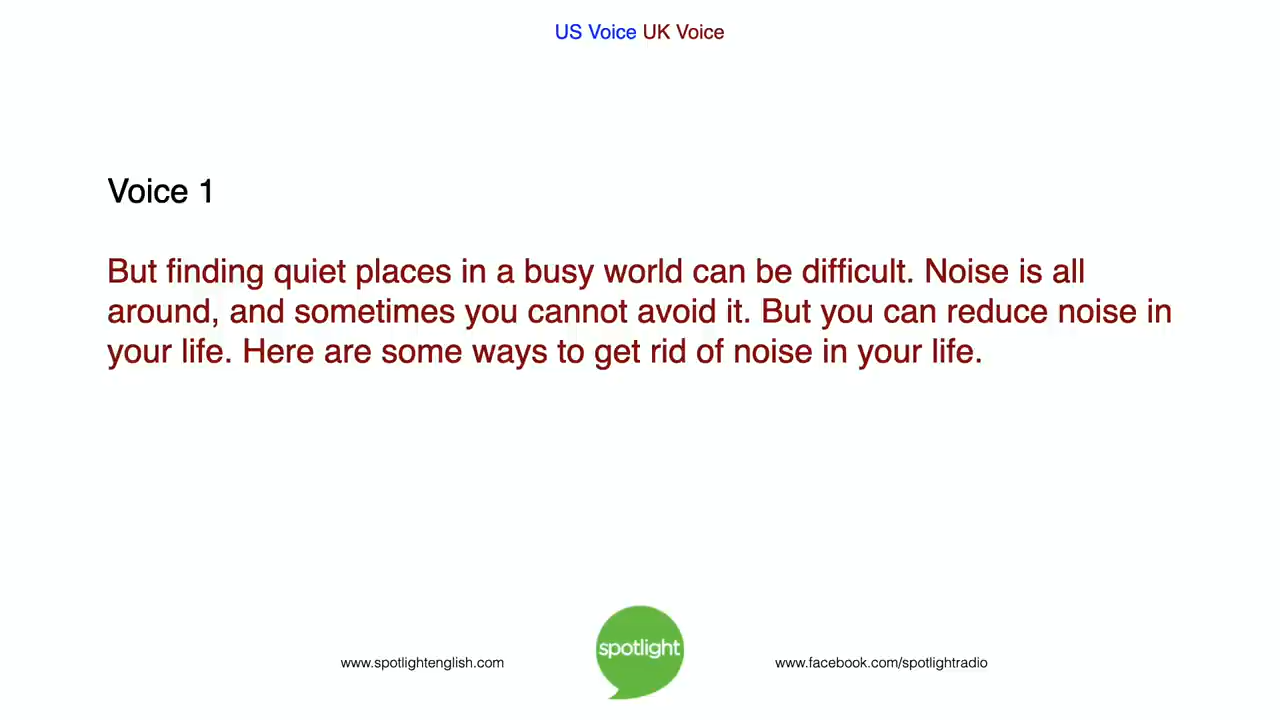 US Voice UK Voice
Voice 1
But finding quiet places in a busy world can be difficult. Noise is all
around, and sometimes you cannot avoid it. But you can reduce noise in
your life. Here are some ways to get rid of noise in your life.
www.spotlightenglish.com
spotlight
www.facebook.com/spotlightradio